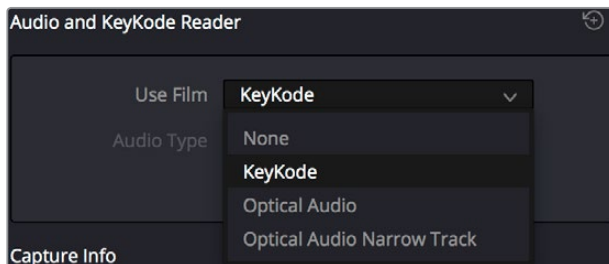 Audio and KeyKode Reader
Use Film KeyKode
Audio Type None
KeyKode
Optical Audio
Optical Audio Narrow Track
Capture Info